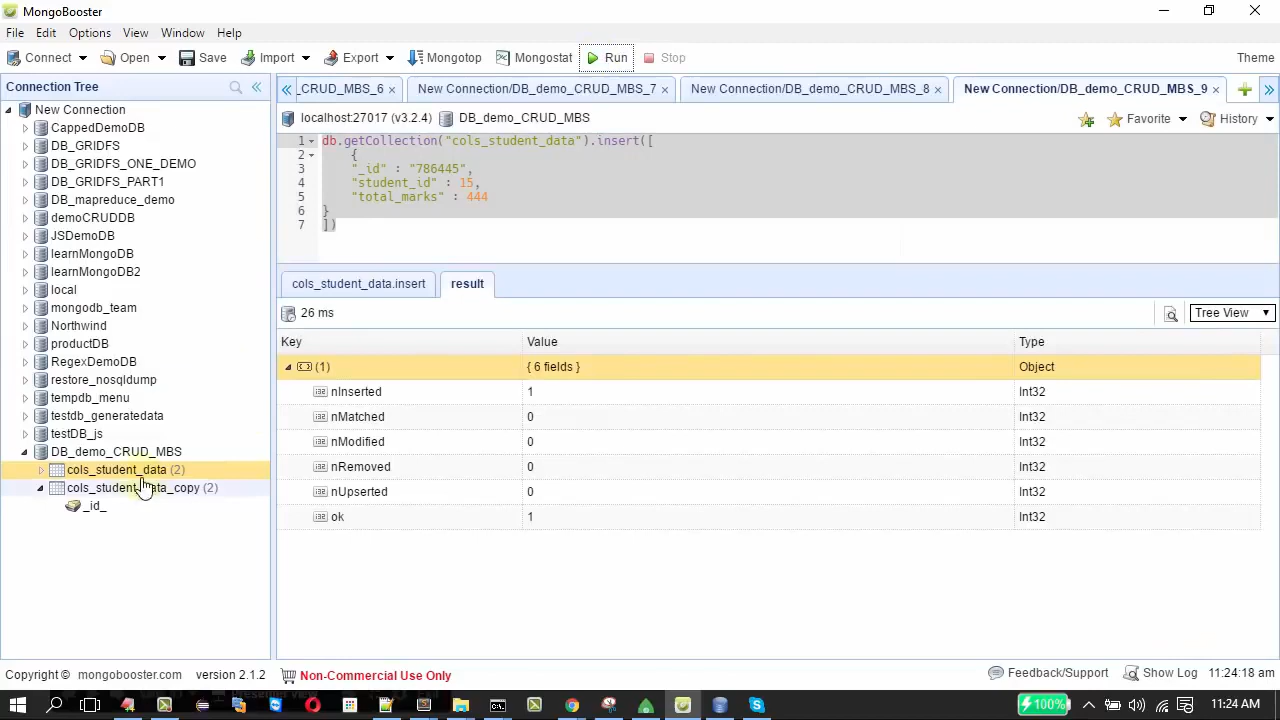 MongoBooster
File Edit Options View Window Help
Connect Open Save Import Export Mongotop Mongostat Run Stop Theme
Connection Tree
_CRUD_MBS_6 × New Connection/DB_demo_CRUD_MBS_7 × New Connection/DB_demo_CRUD_MBS_8 × New Connection/DB_demo_CRUD_MBS_9 ×
localhost:27017 (v3.2.4) DB_demo_CRUD_MBS Favorite History
New Connection
CappedDemoDB
DB_GRIDFS
DB_GRIDFS_ONE_DEMO
DB_GRIDFS_PART1
DB_mapreduce_demo
demoCRUDDB
JSDemoDB
learnMongoDB
learnMongoDB2
local
mongodb_team
Northwind
productDB
RegexDemoDB
restore_nosqldump
tempdb_menu
testdb_generatedata
testDB_js
DB_demo_CRUD_MBS
cols_student_data (2)
cols_student_data_copy (2)
_id_
1 db.getCollection("cols_student_data").insert([
2 {
3 "_id" : "786445",
4 "student_id" : 15,
5 "total_marks" : 444
6 }
7 ])
cols_student_data.insert result
26 ms Tree View
Key Value Type
(1) { 6 fields } Object
nInserted 1 Int32
nMatched 0 Int32
nModified 0 Int32
nRemoved 0 Int32
nUpserted 0 Int32
ok 1 Int32
Copyright © mongobooster.com version 2.1.2 Non-Commercial Use Only Feedback/Support Show Log 11:24:18 am
100% 11:24 AM